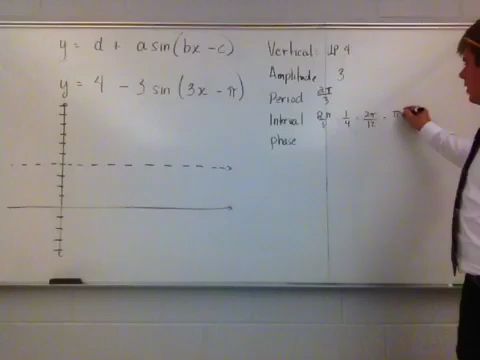 y = d + a sin(bx - c)
y = 4 - 3 sin(3x - π)
Vertical: UP 4
Amplitude 3
Period 2π/3
Interval 2π/3 · 1/4 = 2π/12 = π
phase